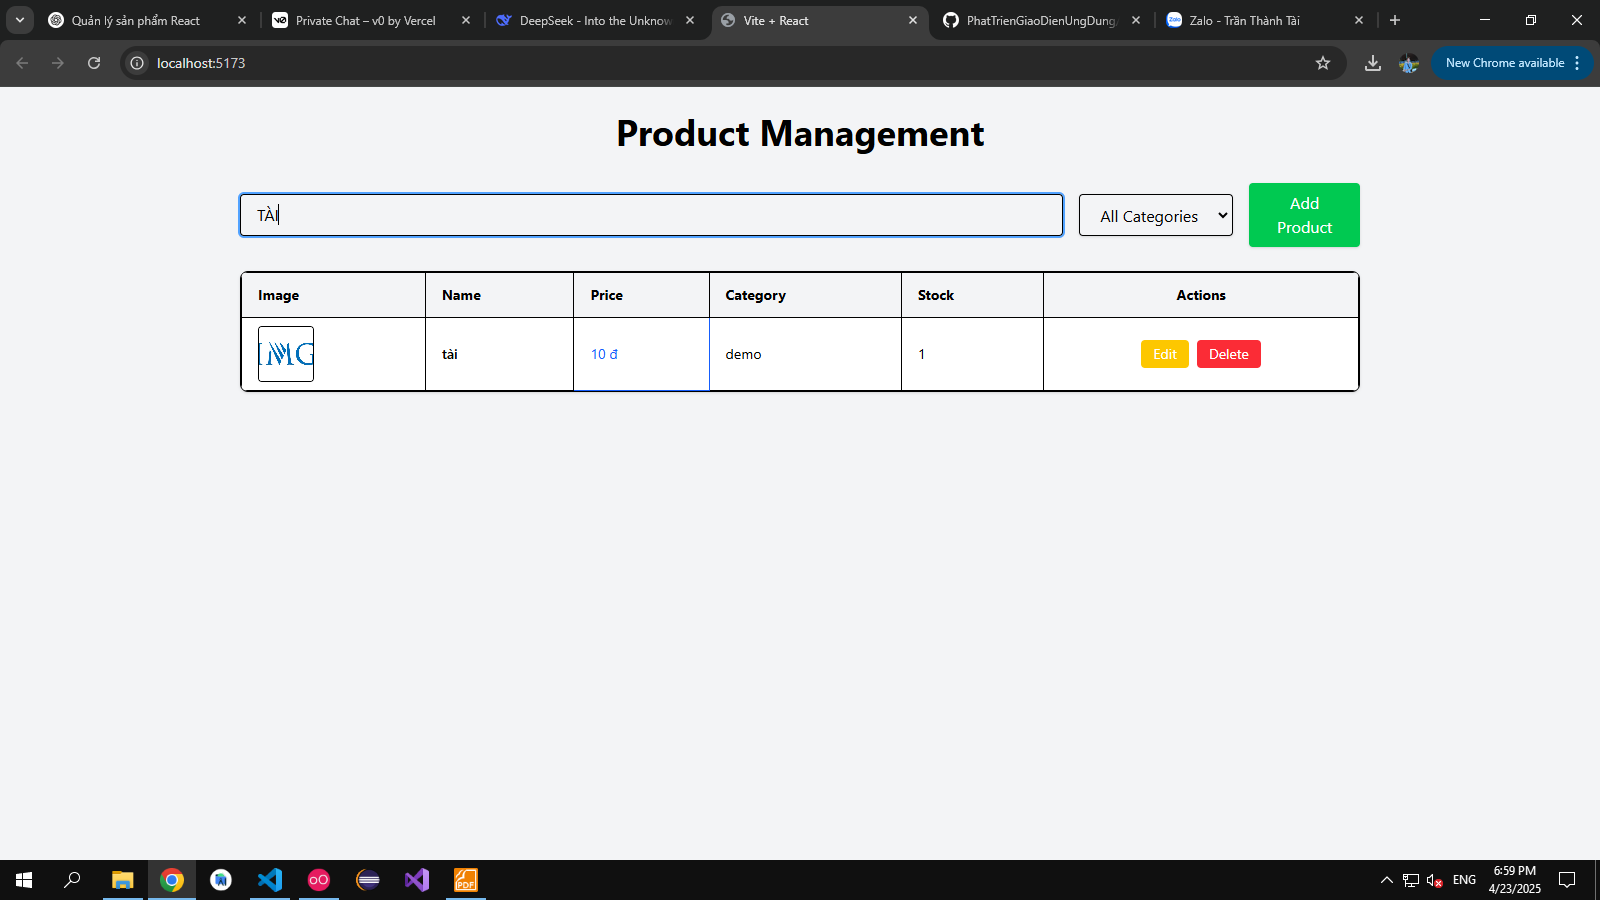 Quản lý sản phẩm React
Private Chat – v0 by Vercel
DeepSeek - Into the Unknow
Vite + React
PhatTrienGiaoDienUngDung
Zalo - Trần Thành Tài
localhost:5173
New Chrome available
Product Management
TÀI
All Categories
Add
Product
Image Name Price Category Stock Actions
IMG tài 10 đ demo 1 Edit Delete
ENG
6:59 PM
4/23/2025